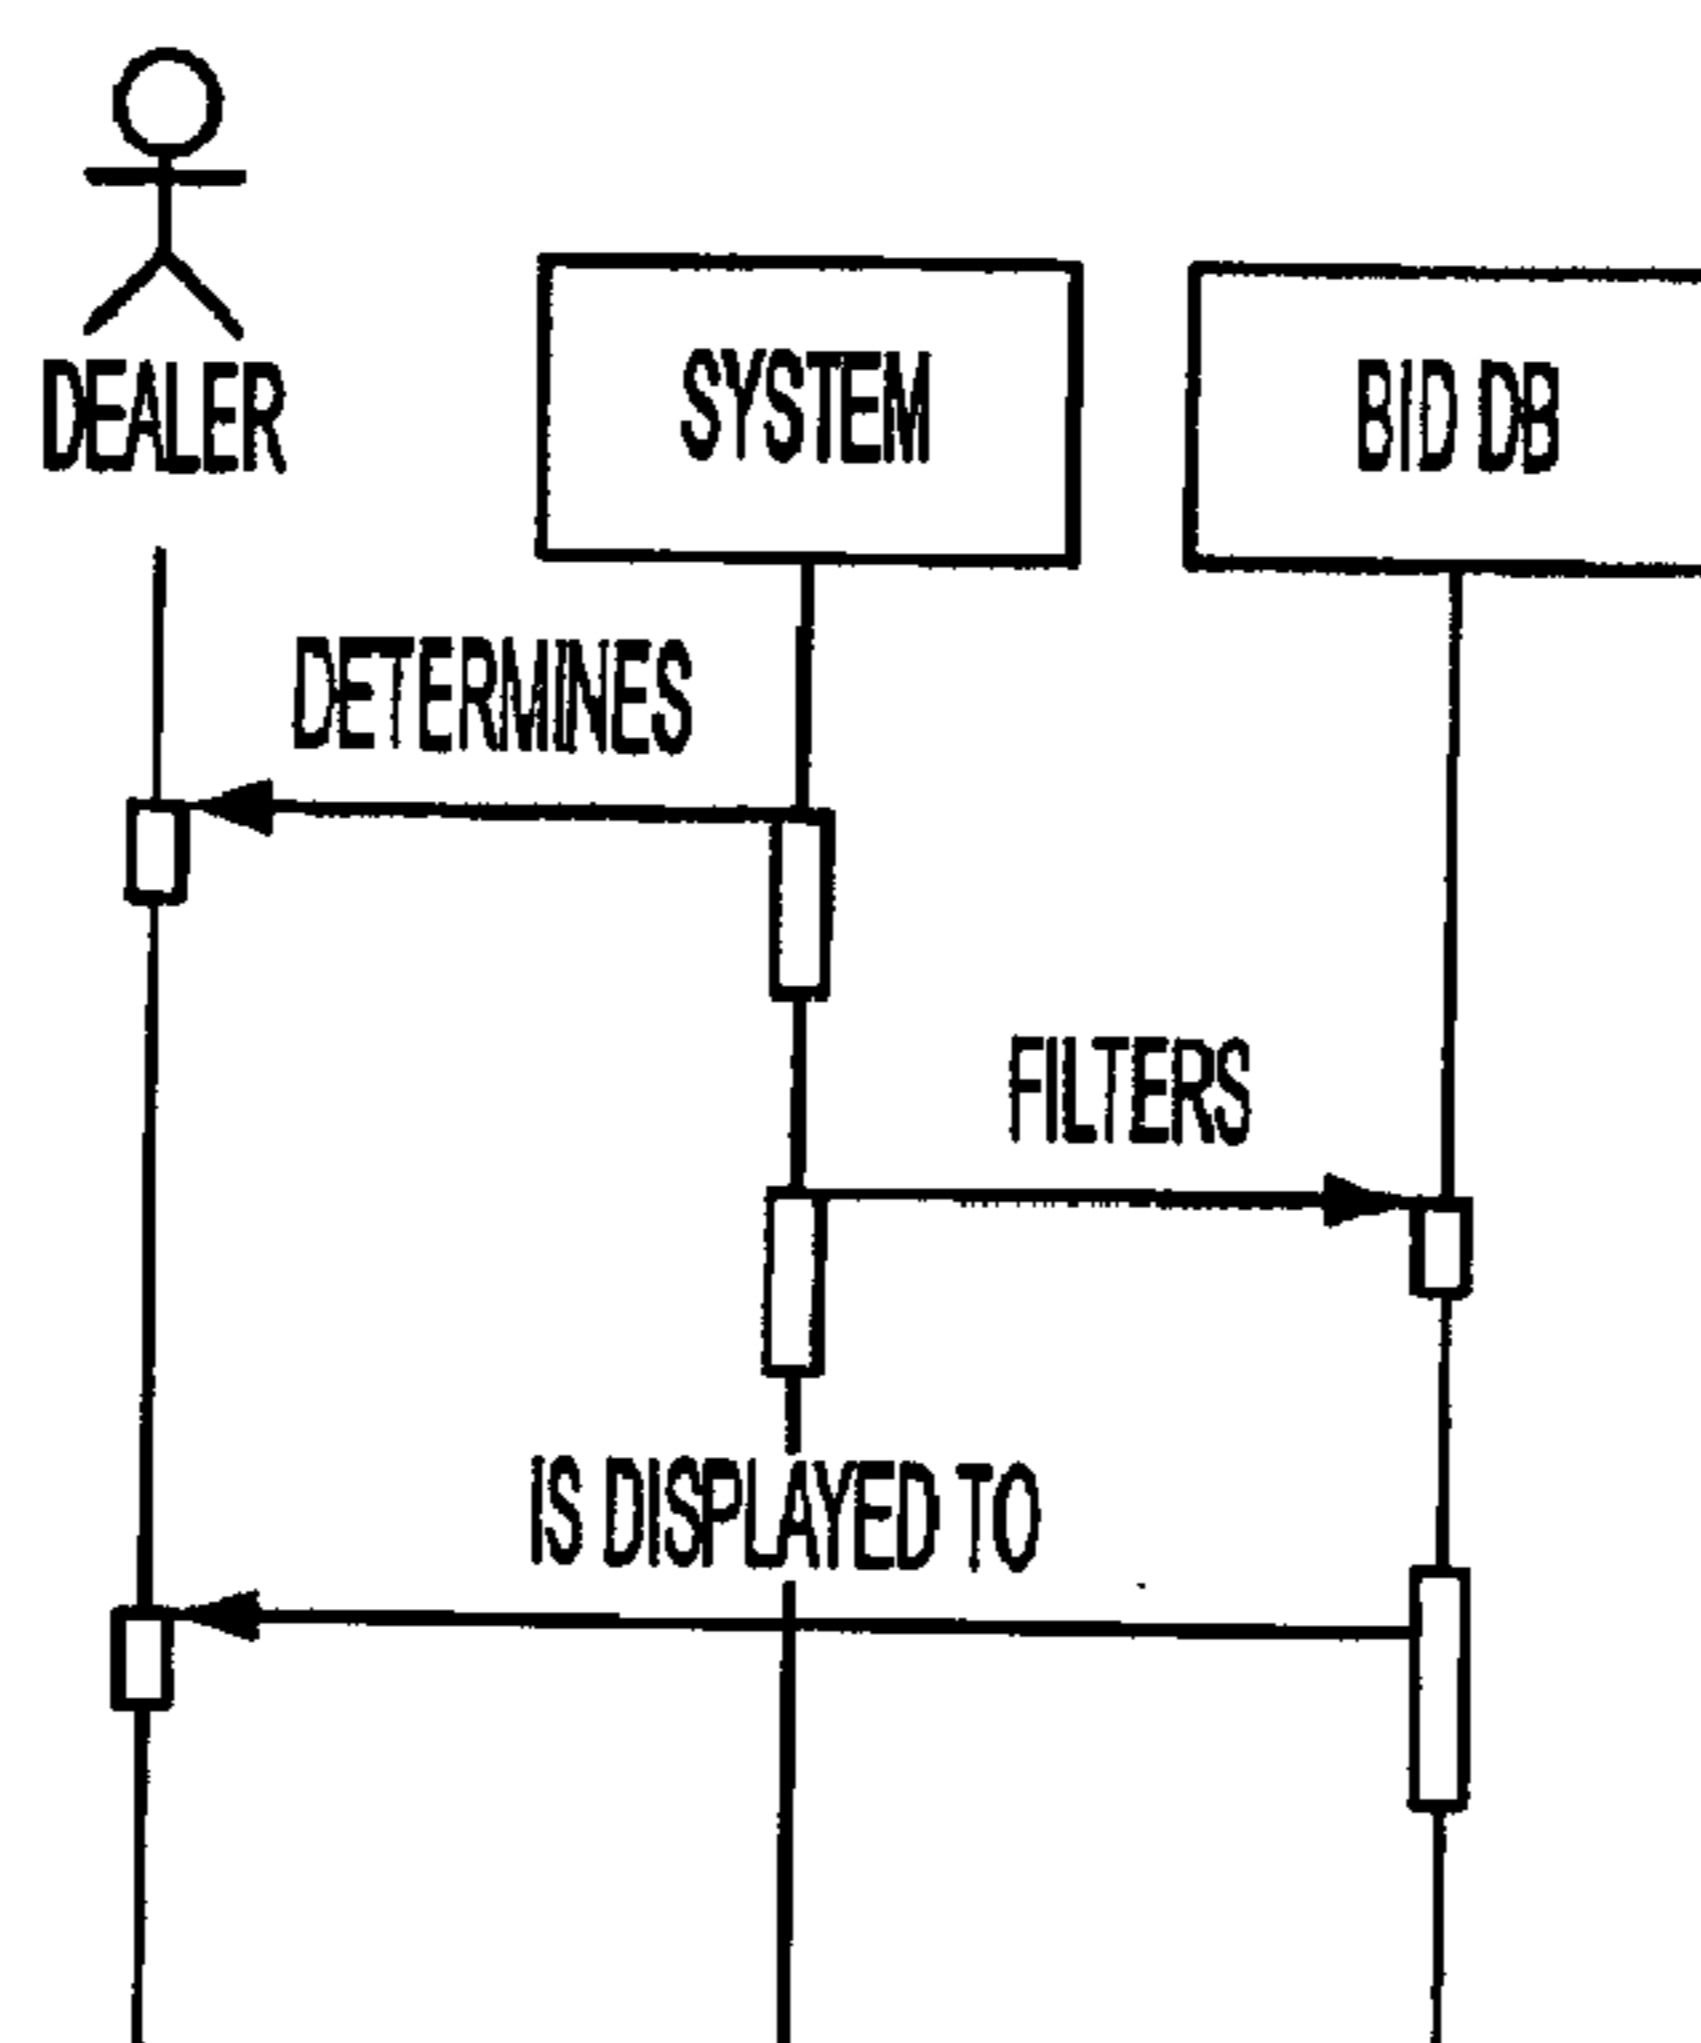 DEALER
SYSTEM
BID DB
DETERMINES
FILTERS
IS DISPLAYED TO